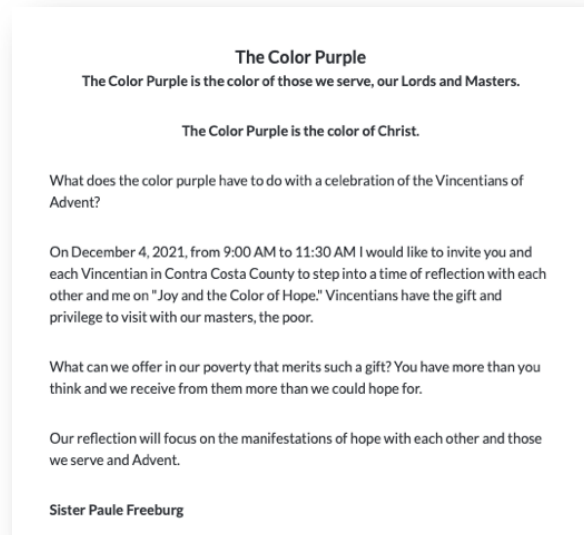 The Color Purple
The Color Purple is the color of those we serve, our Lords and Masters.
The Color Purple is the color of Christ.
What does the color purple have to do with a celebration of the Vincentians of
Advent?
On December 4, 2021, from 9:00 AM to 11:30 AM I would like to invite you and
each Vincentian in Contra Costa County to step into a time of reflection with each
other and me on "Joy and the Color of Hope." Vincentians have the gift and
privilege to visit with our masters, the poor.
What can we offer in our poverty that merits such a gift? You have more than you
think and we receive from them more than we could hope for.
Our reflection will focus on the manifestations of hope with each other and those
we serve and Advent.
Sister Paule Freeburg